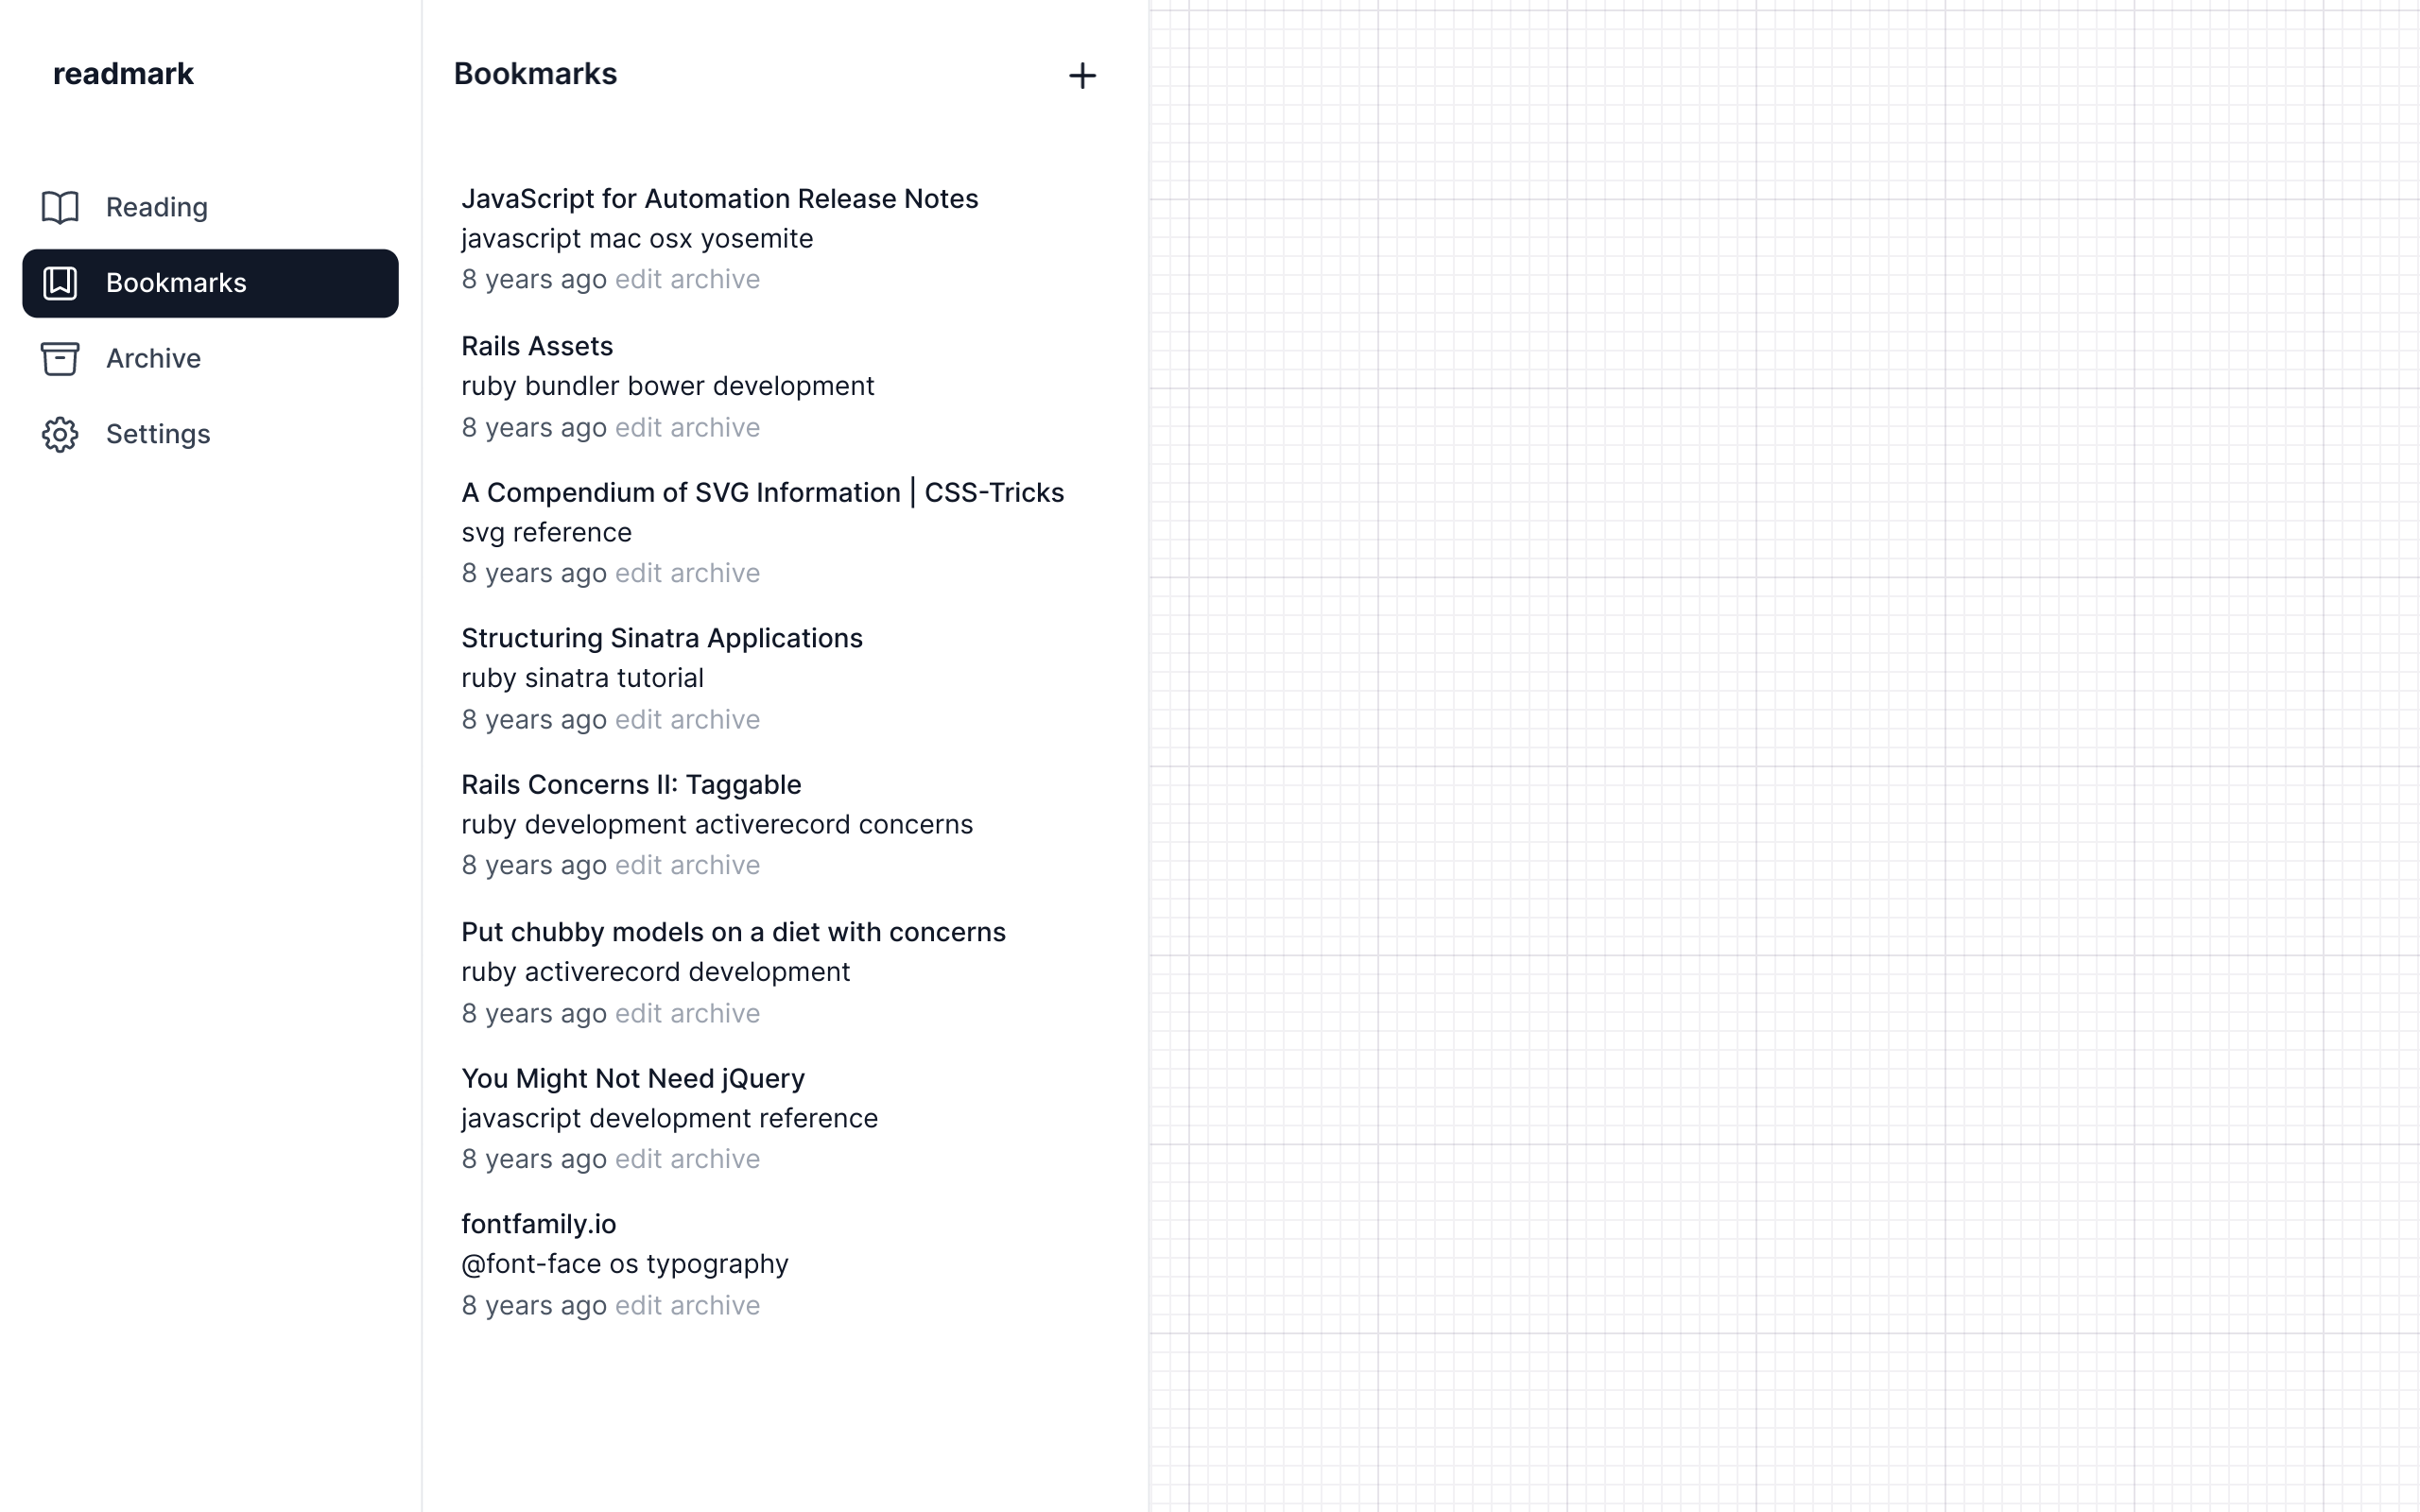 readmark
Reading
Bookmarks
Archive
Settings
Bookmarks
JavaScript for Automation Release Notes
javascript mac osx yosemite
8 years ago edit archive
Rails Assets
ruby bundler bower development
8 years ago edit archive
A Compendium of SVG Information | CSS-Tricks
svg reference
8 years ago edit archive
Structuring Sinatra Applications
ruby sinatra tutorial
8 years ago edit archive
Rails Concerns II: Taggable
ruby development activerecord concerns
8 years ago edit archive
Put chubby models on a diet with concerns
ruby activerecord development
8 years ago edit archive
You Might Not Need jQuery
javascript development reference
8 years ago edit archive
fontfamily.io
@font-face os typography
8 years ago edit archive